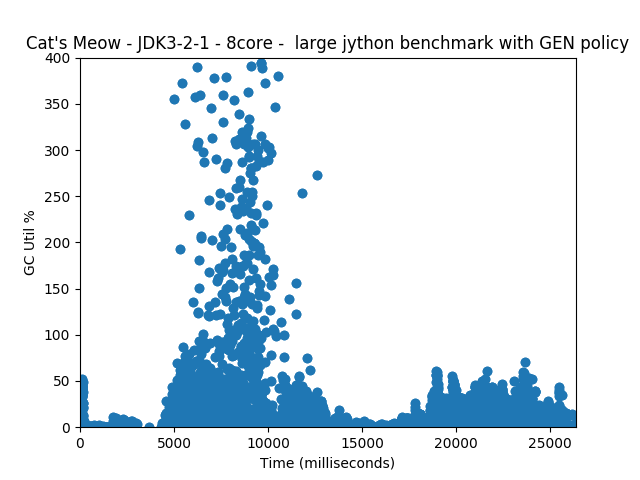 Cat's Meow - JDK3-2-1 - 8core -  large jython benchmark with GEN policy
400
350
300
250
200
150
100
50
0
GC Util %
0 5000 10000 15000 20000 25000
Time (milliseconds)